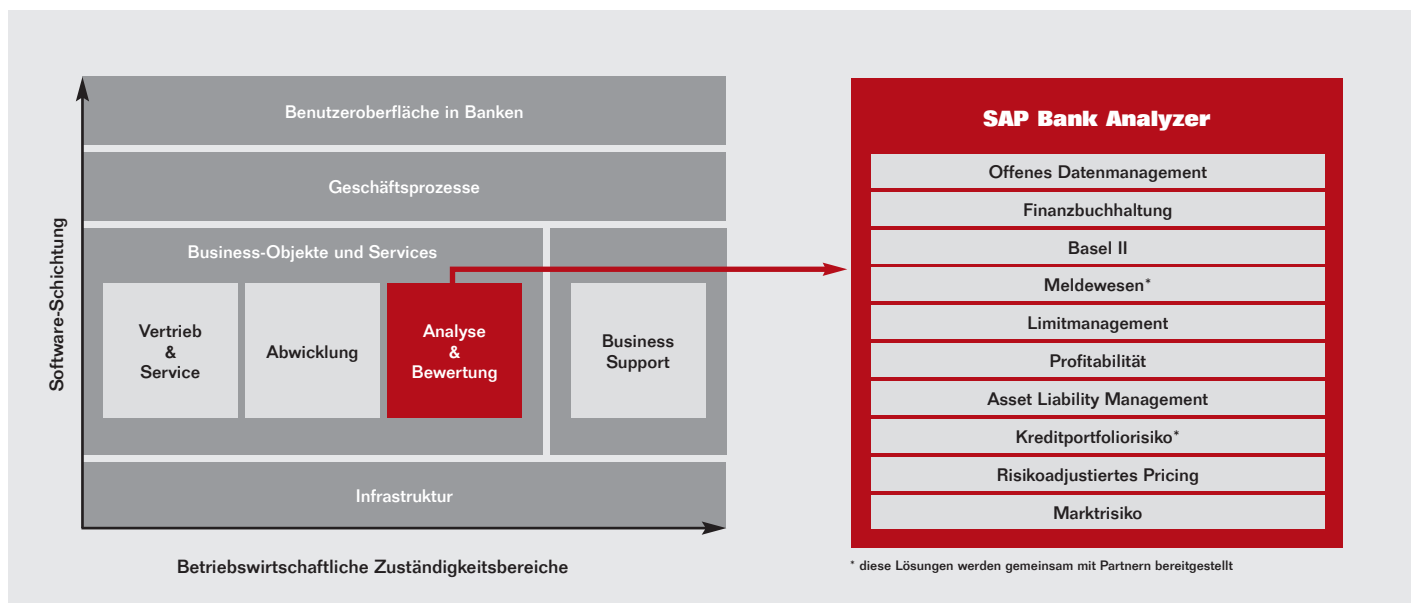 Software-Schichtung
Benutzeroberfläche in Banken
Geschäftsprozesse
Business-Objekte und Services
Vertrieb
&
Service
Abwicklung
Analyse
&
Bewertung
Business
Support
Infrastruktur
Betriebswirtschaftliche Zuständigkeitsbereiche
SAP Bank Analyzer
Offenes Datenmanagement
Finanzbuchhaltung
Basel II
Meldewesen*
Limitmanagement
Profitabilität
Asset Liability Management
Kreditportfoliorisiko*
Risikoadjustiertes Pricing
Marktrisiko
* diese Lösungen werden gemeinsam mit Partnern bereitgestellt